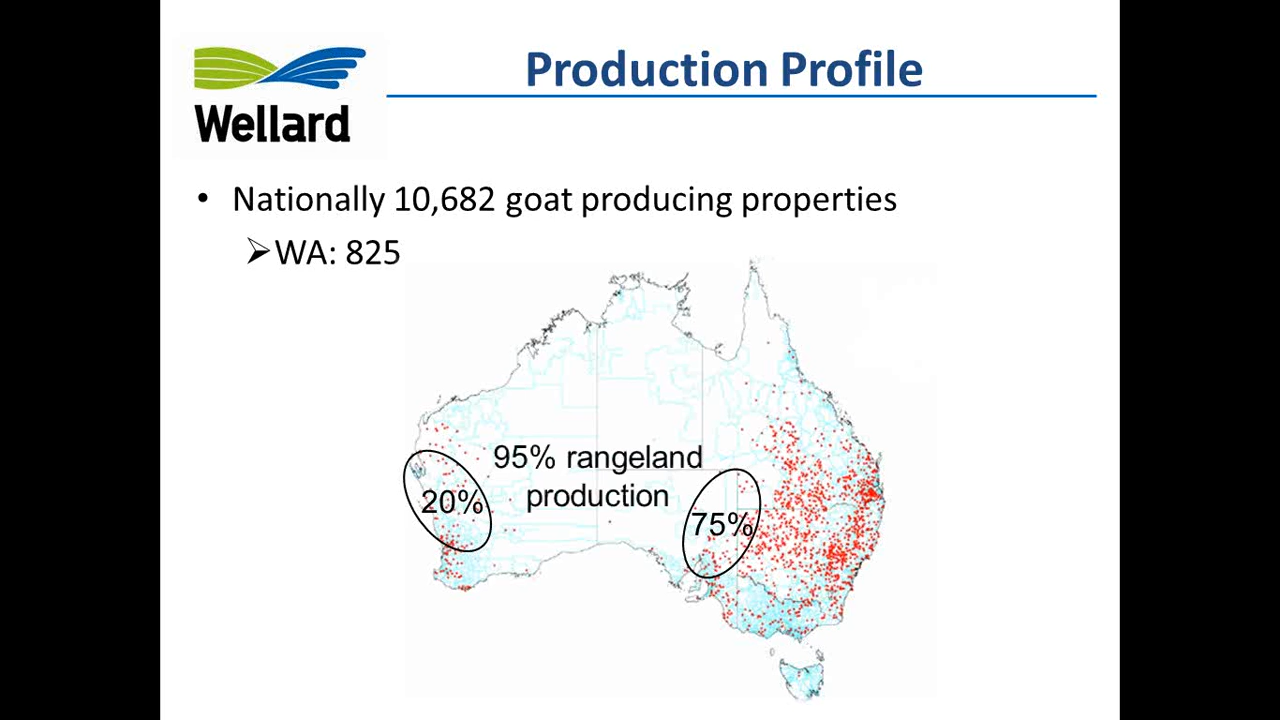 Production Profile
Wellard
• Nationally 10,682 goat producing properties
➢WA: 825
95% rangeland
production
20%
75%